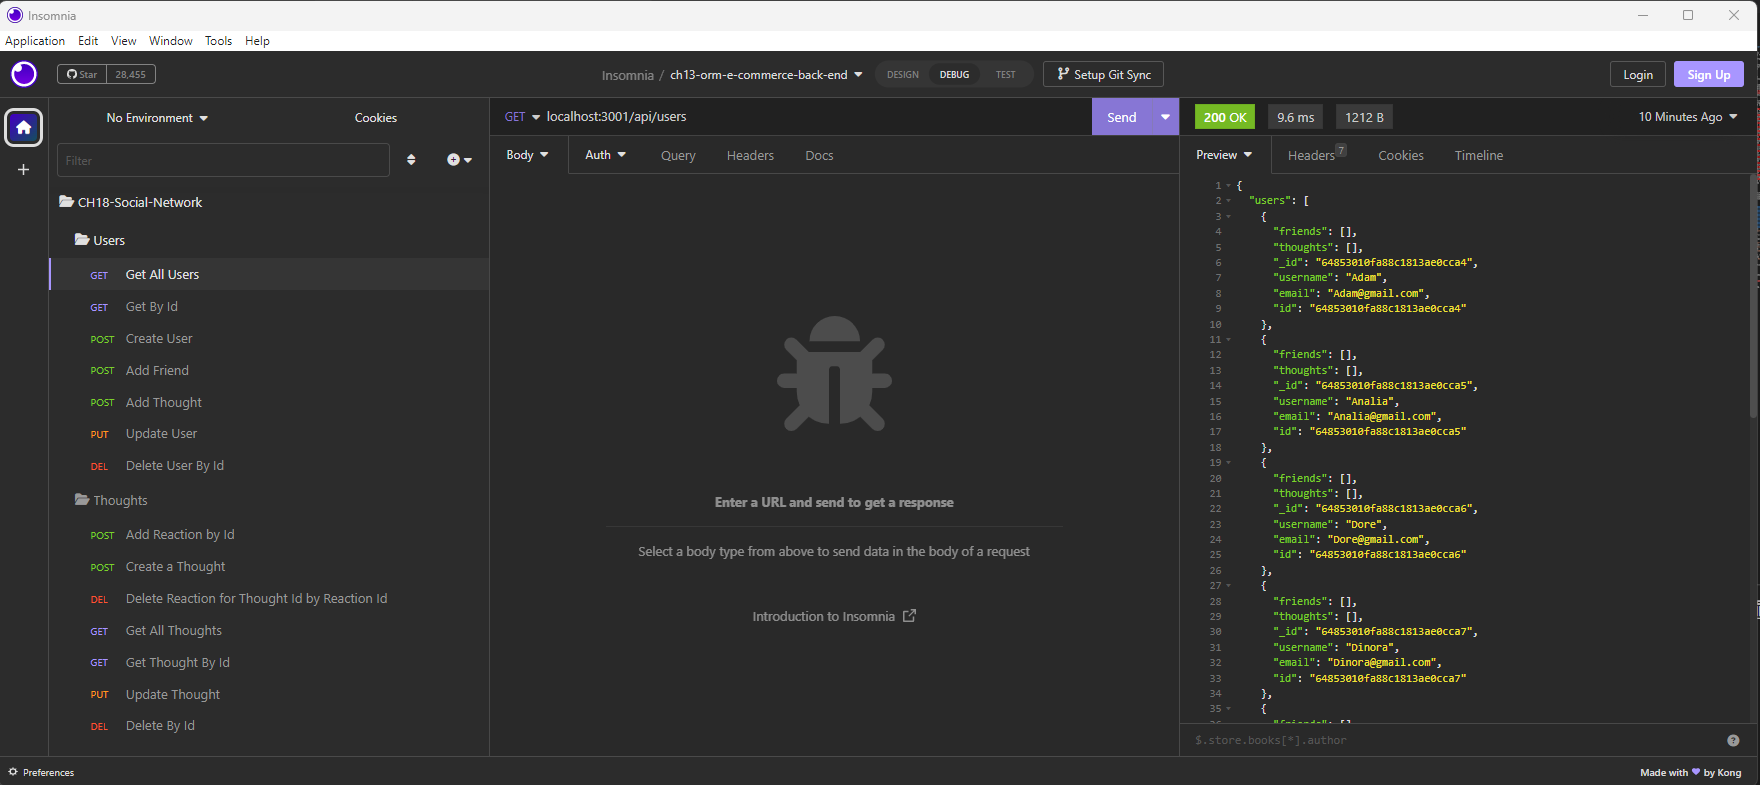 Insomnia
Application Edit View Window Tools Help
Star 28,455
Insomnia / ch13-orm-e-commerce-back-end
DESIGN DEBUG TEST
Setup Git Sync
Login
Sign Up
No Environment
Cookies
Filter
CH18-Social-Network
Users
GET Get All Users
GET Get By Id
POST Create User
POST Add Friend
POST Add Thought
PUT Update User
DEL Delete User By Id
Thoughts
POST Add Reaction by Id
POST Create a Thought
DEL Delete Reaction for Thought Id by Reaction Id
GET Get All Thoughts
GET Get Thought By Id
PUT Update Thought
DEL Delete By Id
Preferences
GET localhost:3001/api/users
Send
Body Auth Query Headers Docs
Enter a URL and send to get a response
Select a body type from above to send data in the body of a request
Introduction to Insomnia
200 OK 9.6 ms 1212 B
10 Minutes Ago
Preview Headers 7 Cookies Timeline
1 {
2 "users": [
3 {
4 "friends": [],
5 "thoughts": [],
6 "_id": "64853010fa88c1813ae0cca4",
7 "username": "Adam",
8 "email": "Adam@gmail.com",
9 "id": "64853010fa88c1813ae0cca4"
10 },
11 {
12 "friends": [],
13 "thoughts": [],
14 "_id": "64853010fa88c1813ae0cca5",
15 "username": "Analia",
16 "email": "Analia@gmail.com",
17 "id": "64853010fa88c1813ae0cca5"
18 },
19 {
20 "friends": [],
21 "thoughts": [],
22 "_id": "64853010fa88c1813ae0cca6",
23 "username": "Dore",
24 "email": "Dore@gmail.com",
25 "id": "64853010fa88c1813ae0cca6"
26 },
27 {
28 "friends": [],
29 "thoughts": [],
30 "_id": "64853010fa88c1813ae0cca7",
31 "username": "Dinora",
32 "email": "Dinora@gmail.com",
33 "id": "64853010fa88c1813ae0cca7"
34 },
35 {
36 "friends": [],
$.store.books[*].author
Made with ♥ by Kong